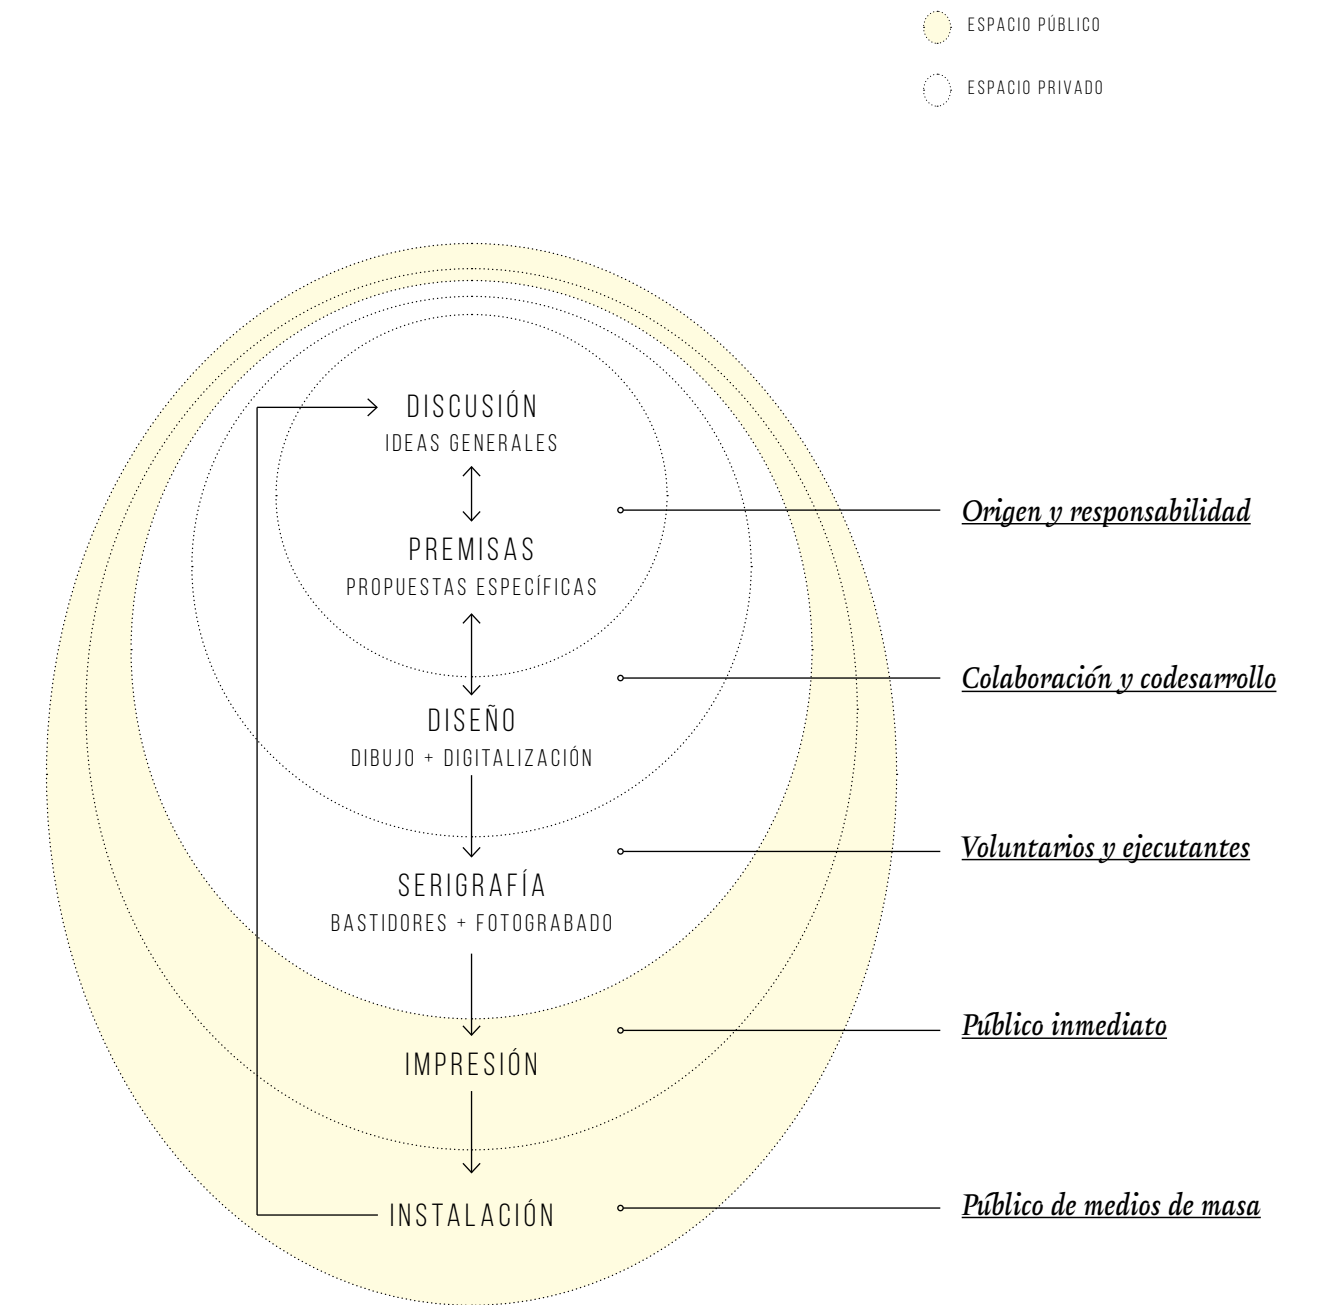 ESPACIO PÚBLICO
ESPACIO PRIVADO
DISCUSIÓN
IDEAS GENERALES
Origen y responsabilidad
PREMISAS
PROPUESTAS ESPECÍFICAS
Colaboración y codesarrollo
DISEÑO
DIBUJO + DIGITALIZACIÓN
Voluntarios y ejecutantes
SERIGRAFÍA
BASTIDORES + FOTOGRABADO
Público inmediato
IMPRESIÓN
Público de medios de masa
INSTALACIÓN